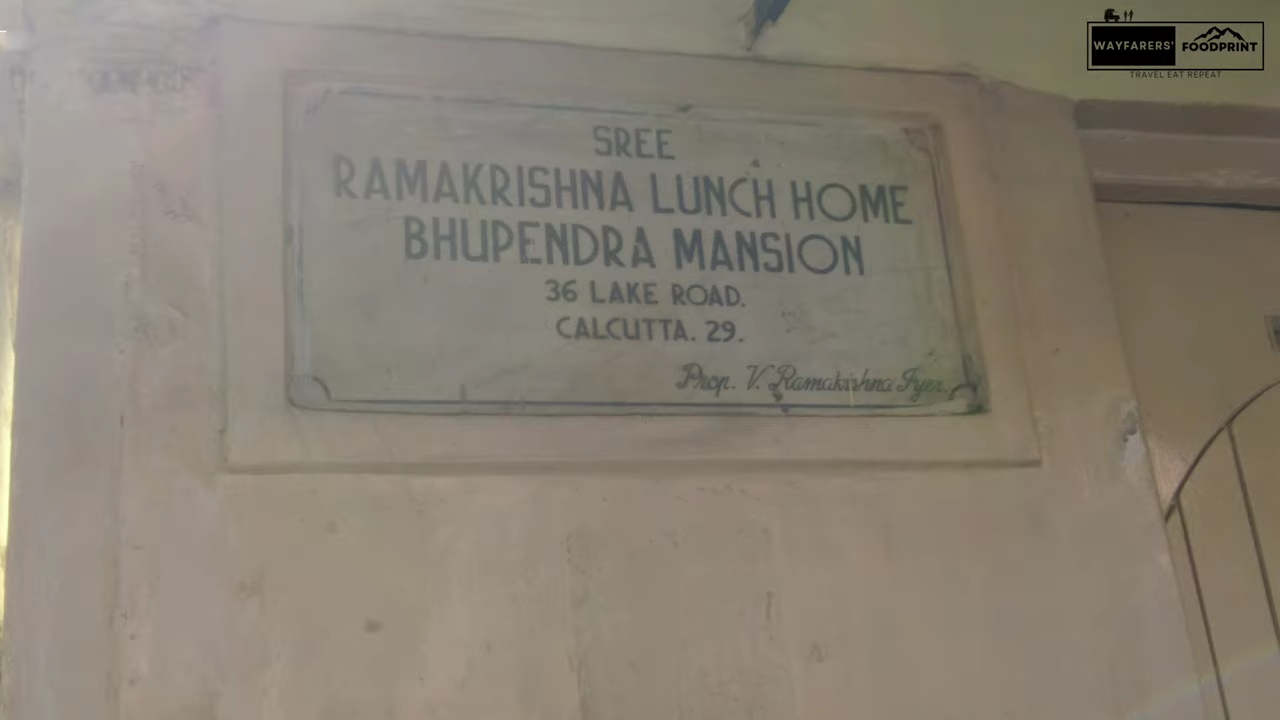 SREE
RAMAKRISHNA LUNCH HOME
BHUPENDRA MANSION
36 LAKE ROAD.
CALCUTTA. 29.
Prop. V. Ramakrishna Iyer.
WAYFARERS' FOODPRINT
TRAVEL EAT REPEAT